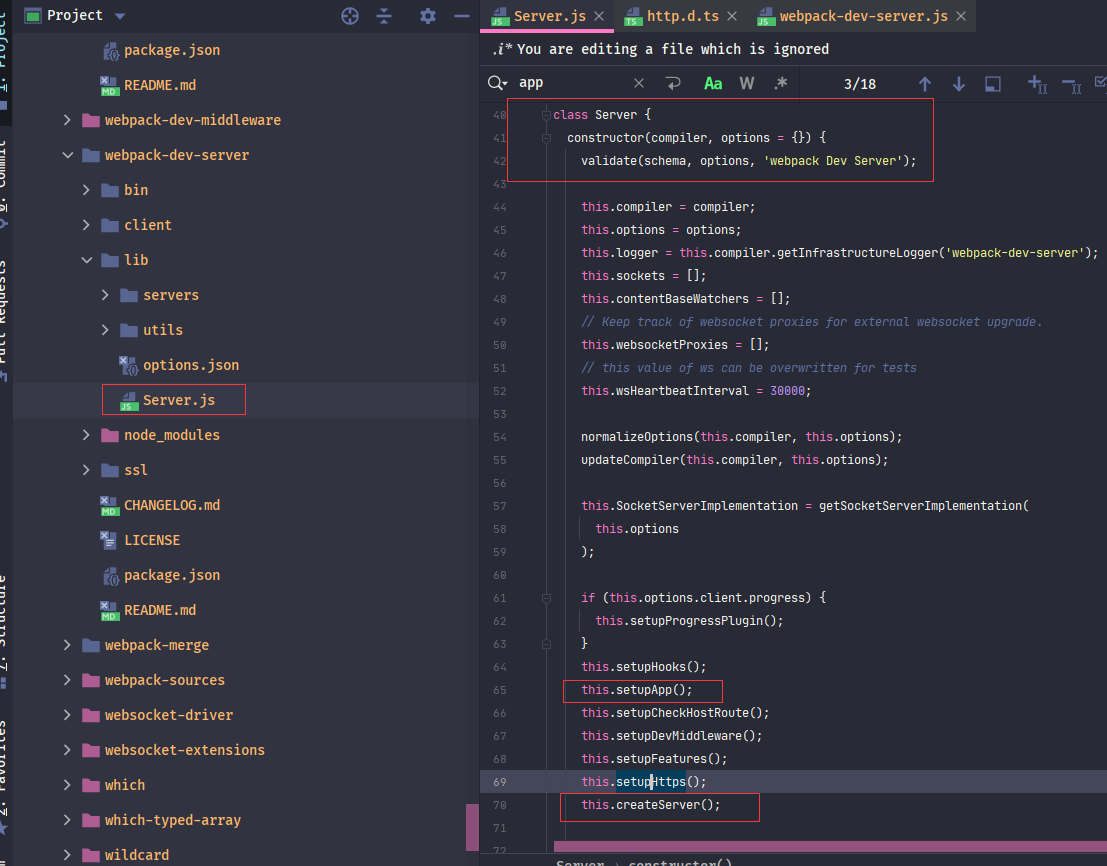 Project
package.json
README.md
webpack-dev-middleware
webpack-dev-server
bin
client
lib
servers
utils
options.json
Server.js
node_modules
ssl
CHANGELOG.md
LICENSE
package.json
README.md
webpack-merge
webpack-sources
websocket-driver
websocket-extensions
which
which-typed-array
wildcard
1: Project
0: Commit
Pull Requests
7: Structure
2: Favorites
Server.js × http.d.ts × webpack-dev-server.js ×
.i* You are editing a file which is ignored
app × Aa W .* 3/18
40 class Server {
41 constructor(compiler, options = {}) {
42 validate(schema, options, 'webpack Dev Server');
43
44 this.compiler = compiler;
45 this.options = options;
46 this.logger = this.compiler.getInfrastructureLogger('webpack-dev-server');
47 this.sockets = [];
48 this.contentBaseWatchers = [];
49 // Keep track of websocket proxies for external websocket upgrade.
50 this.websocketProxies = [];
51 // this value of ws can be overwritten for tests
52 this.wsHeartbeatInterval = 30000;
53
54 normalizeOptions(this.compiler, this.options);
55 updateCompiler(this.compiler, this.options);
56
57 this.SocketServerImplementation = getSocketServerImplementation(
58 this.options
59 );
60
61 if (this.options.client.progress) {
62 this.setupProgressPlugin();
63 }
64 this.setupHooks();
65 this.setupApp();
66 this.setupCheckHostRoute();
67 this.setupDevMiddleware();
68 this.setupFeatures();
69 this.setupHttps();
70 this.createServer();
71
72
Server › constructor()